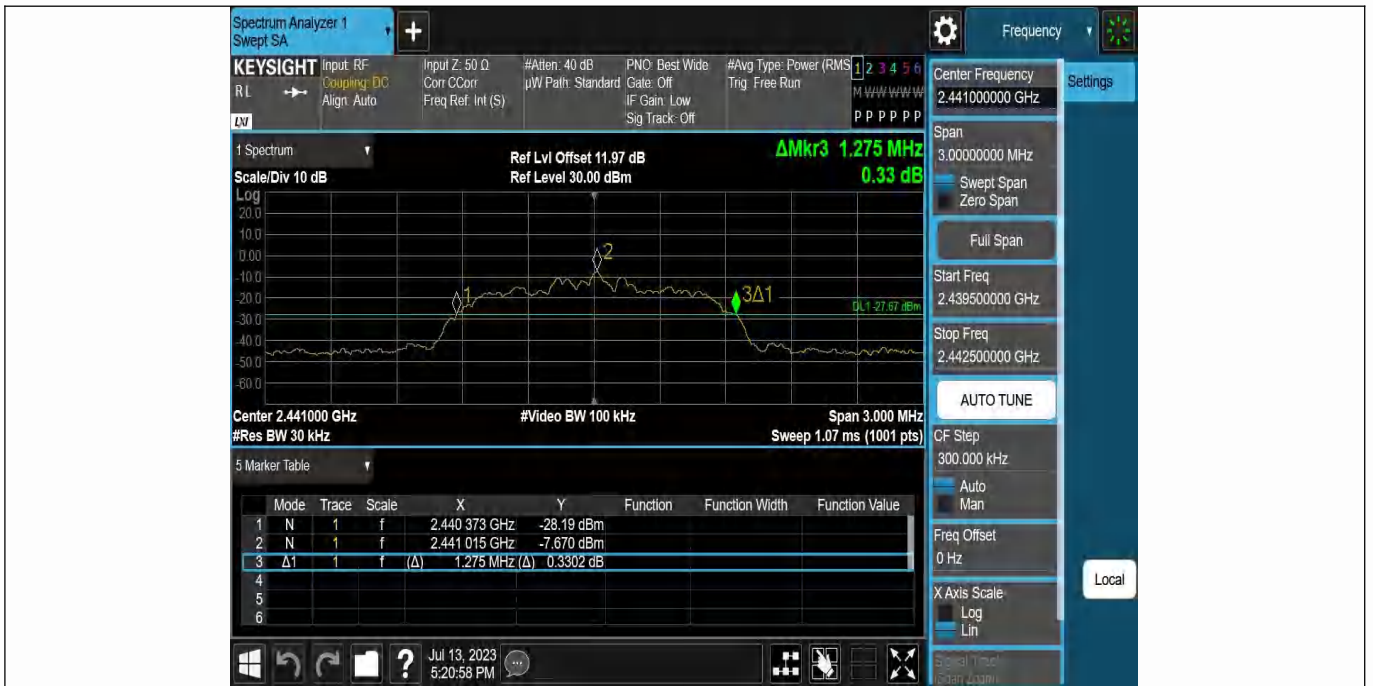 Spectrum Analyzer 1
Swept SA
+
Frequency
KEYSIGHT
RL
LXI
Input: RF
Coupling: DC
Align: Auto
Input Z: 50 Ω
Corr CCorr
Freq Ref: Int (S)
#Atten: 40 dB
µW Path: Standard
PNO: Best Wide
Gate: Off
IF Gain: Low
Sig Track: Off
#Avg Type: Power (RMS
Trig: Free Run
1 2 3 4 5 6
M W W W W W
P P P P P P
1 Spectrum
Scale/Div 10 dB
Log
Ref Lvl Offset 11.97 dB
Ref Level 30.00 dBm
ΔMkr3 1.275 MHz
0.33 dB
20.0
10.0
0.00
-10.0
-20.0
-30.0
-40.0
-50.0
-60.0
1
2
3Δ1
DL1 -27.67 dBm
Center 2.441000 GHz
#Video BW 100 kHz
Span 3.000 MHz
#Res BW 30 kHz
Sweep 1.07 ms (1001 pts)
5 Marker Table
Mode Trace Scale X Y Function Function Width Function Value
1 N 1 f 2.440 373 GHz -28.19 dBm
2 N 1 f 2.441 015 GHz -7.670 dBm
3 Δ1 1 f (Δ) 1.275 MHz (Δ) 0.3302 dB
4
5
6
?
Jul 13, 2023
5:20:58 PM
Center Frequency
2.441000000 GHz
Settings
Span
3.00000000 MHz
Swept Span
Zero Span
Full Span
Start Freq
2.439500000 GHz
Stop Freq
2.442500000 GHz
AUTO TUNE
CF Step
300.000 kHz
Auto
Man
Freq Offset
0 Hz
X Axis Scale
Log
Lin
Local
Signal Track
(Span Zoom)